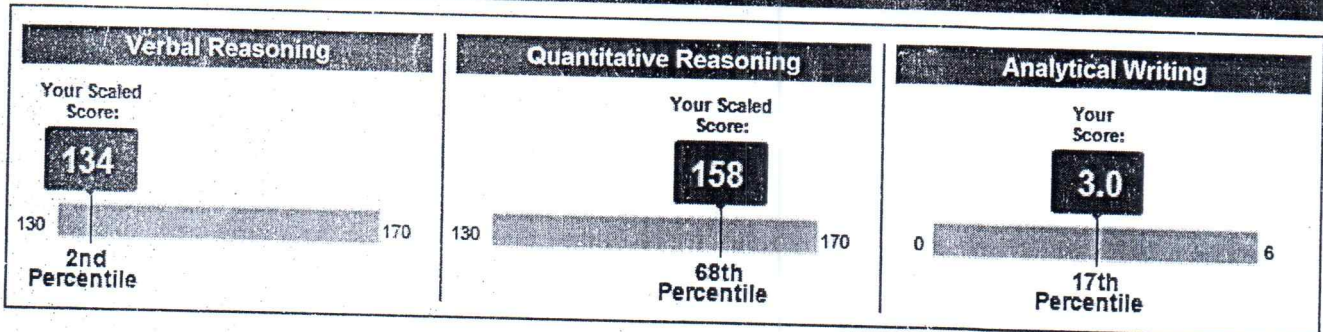 Verbal Reasoning
Your Scaled
Score:
134
130
170
2nd
Percentile
Quantitative Reasoning
Your Scaled
Score:
158
130
170
68th
Percentile
Analytical Writing
Your
Score:
3.0
0
6
17th
Percentile